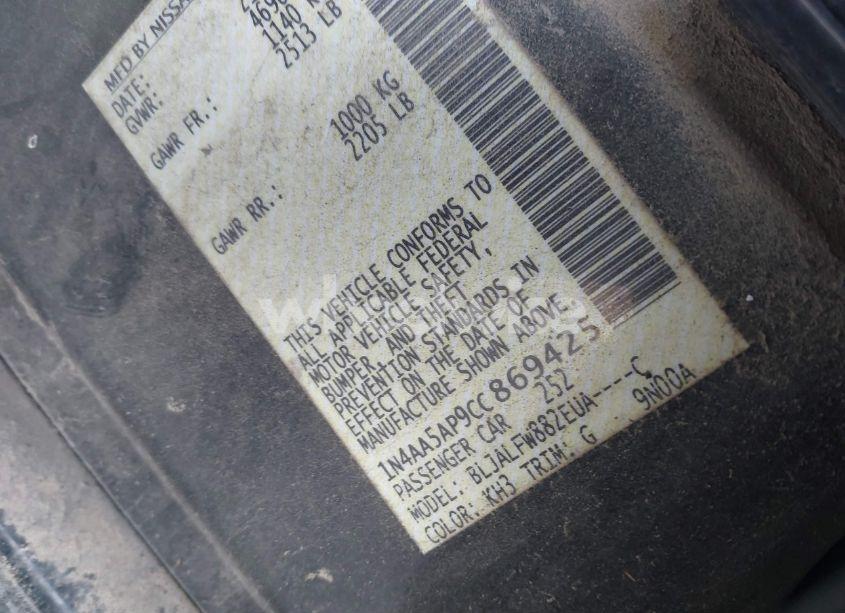 MFD BY NISSA
DATE:
GVWR:
GAWR FR.: 1140 K
2513 LB
GAWR RR.: 1000 KG
2205 LB
THIS VEHICLE CONFORMS TO
ALL APPLICABLE FEDERAL
MOTOR VEHICLE SAFETY,
BUMPER, AND THEFT
PREVENTION STANDARDS IN
EFFECT ON THE DATE OF
MANUFACTURE SHOWN ABOVE
1N4AA5AP9CC869425
PASSENGER CAR 252
MODEL: BLJALFW882EUA----C
COLOR: KH3 TRIM: G 9N00A